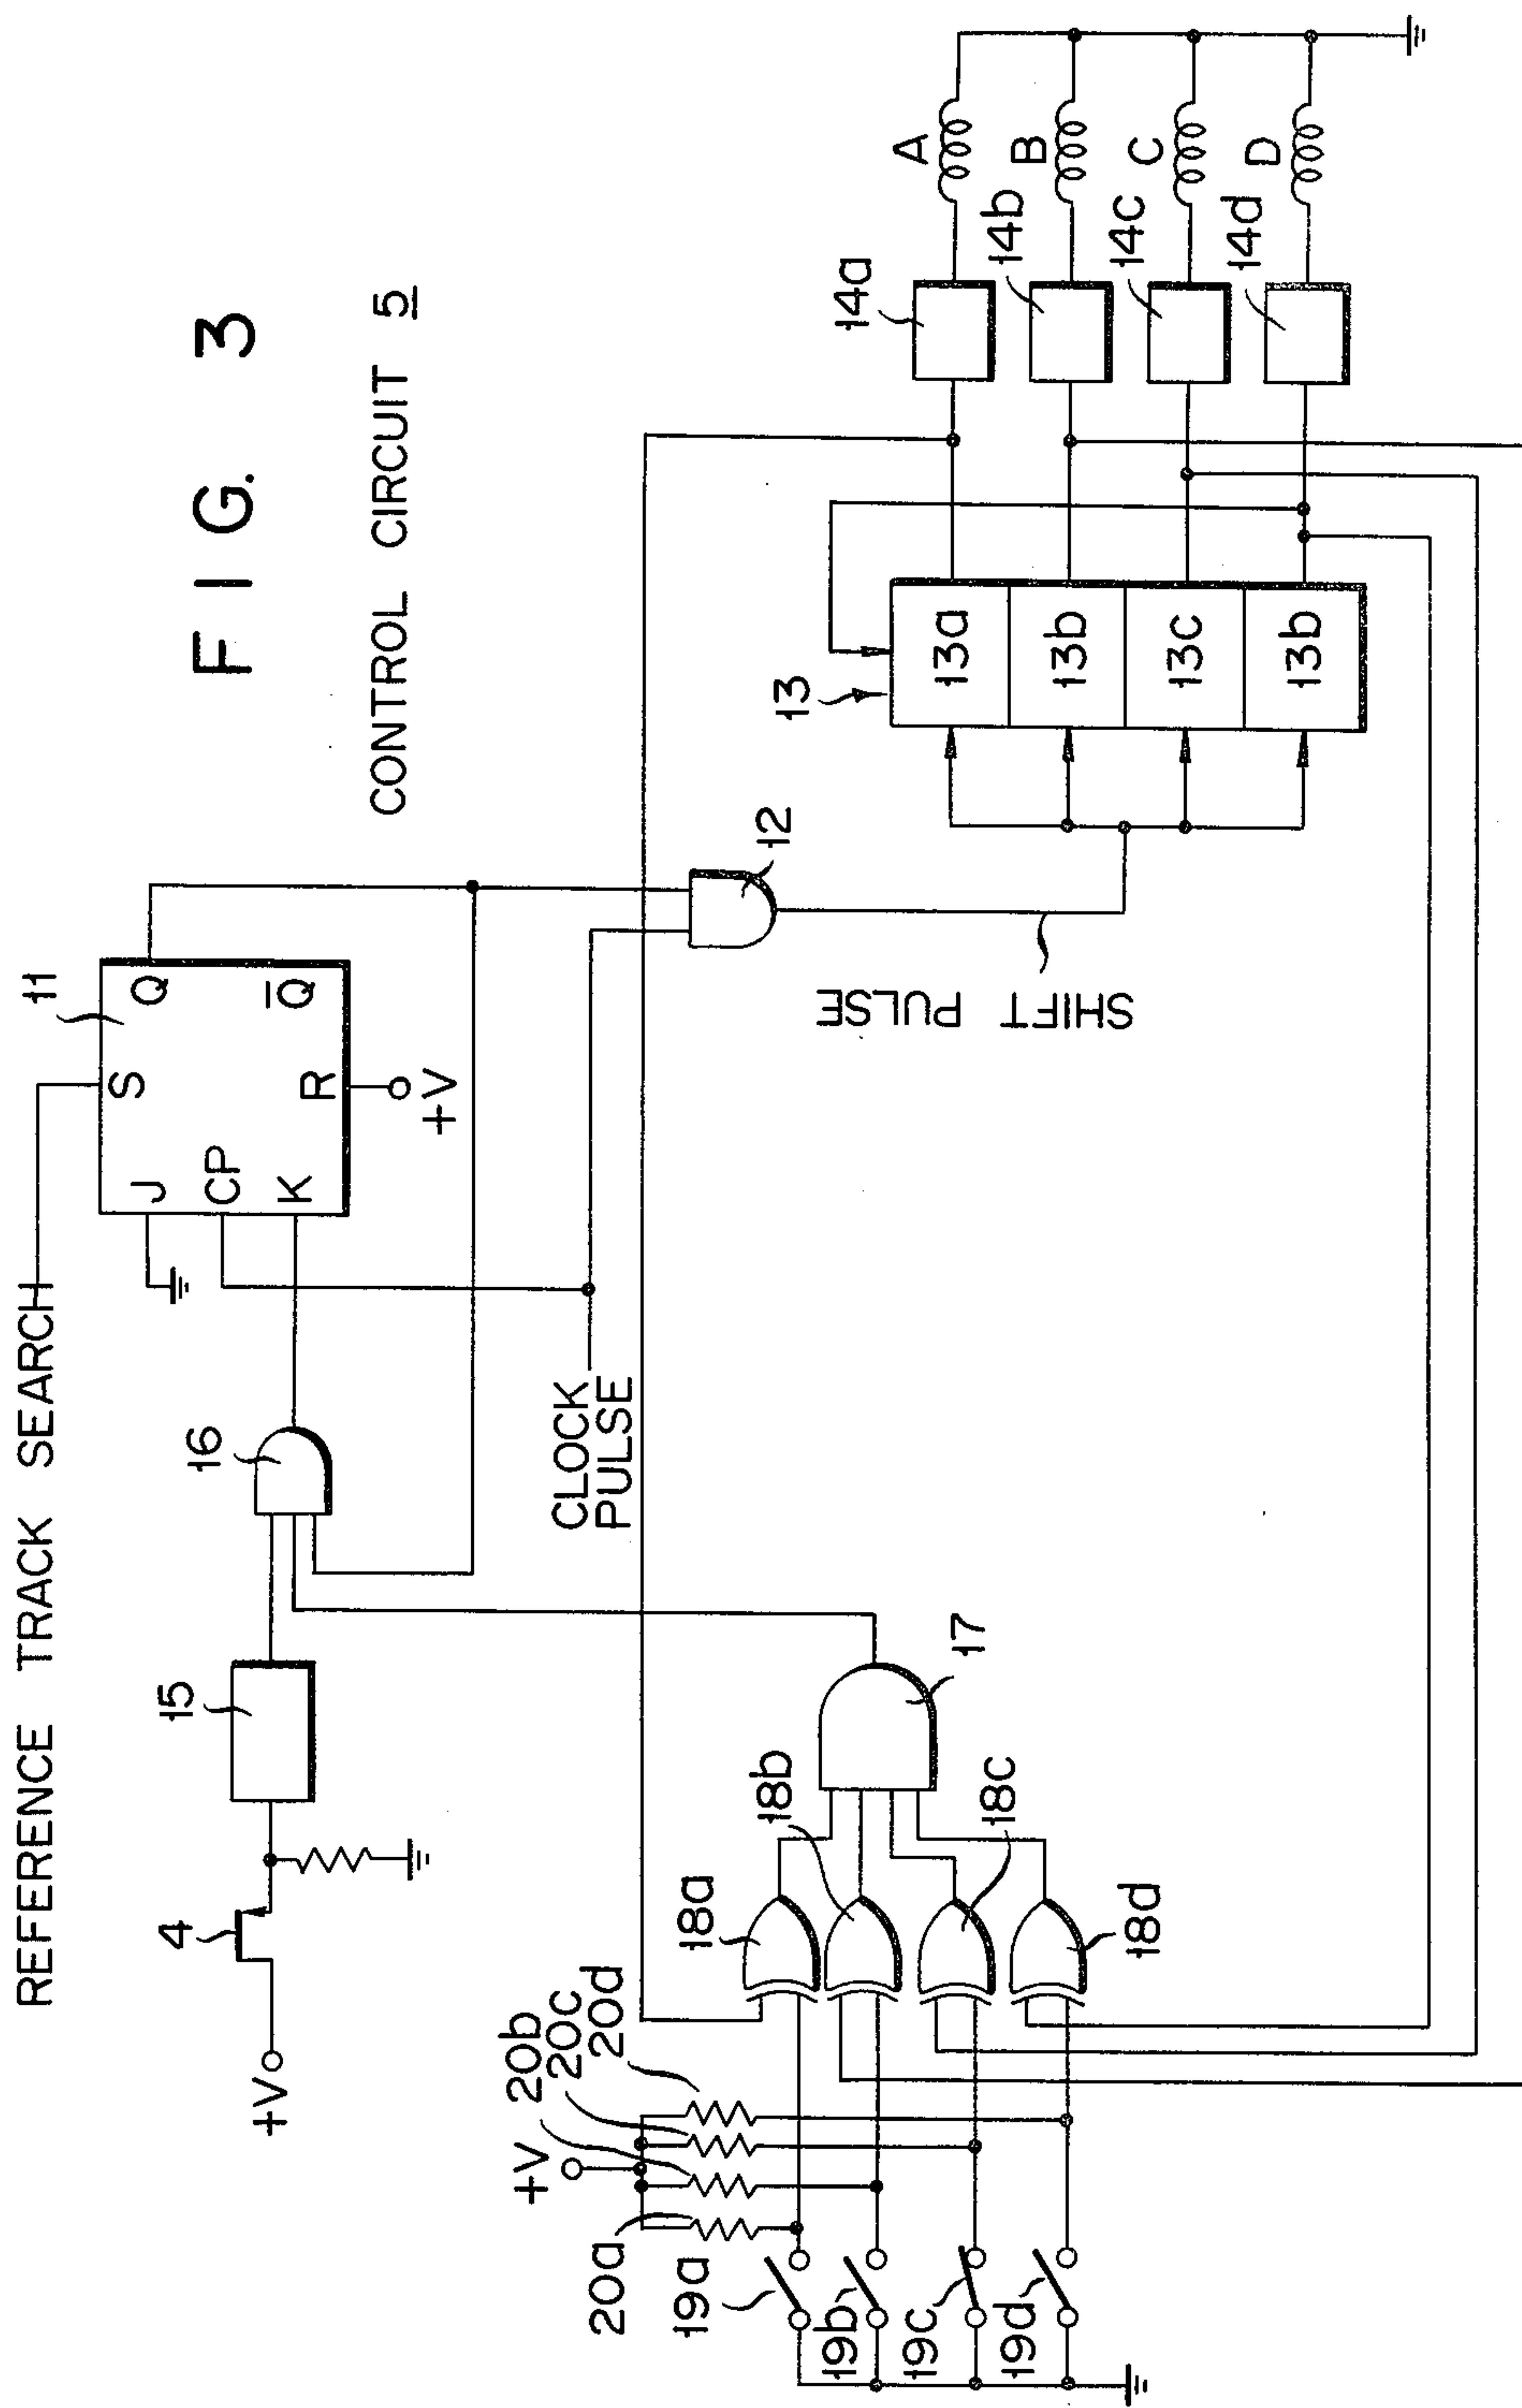 FIG. 3
CONTROL CIRCUIT 5
REFERENCE TRACK SEARCH
11
S
J
Q
CP
K
R
Q̅
+V
4
15
16
+V
CLOCK
PULSE
12
SHIFT PULSE
13
13a
13b
13c
13b
14a
14b
14c
14d
A
B
C
D
17
18a
18b
18c
18d
+V
20a
20b
20c
20d
19a
19b
19c
19d